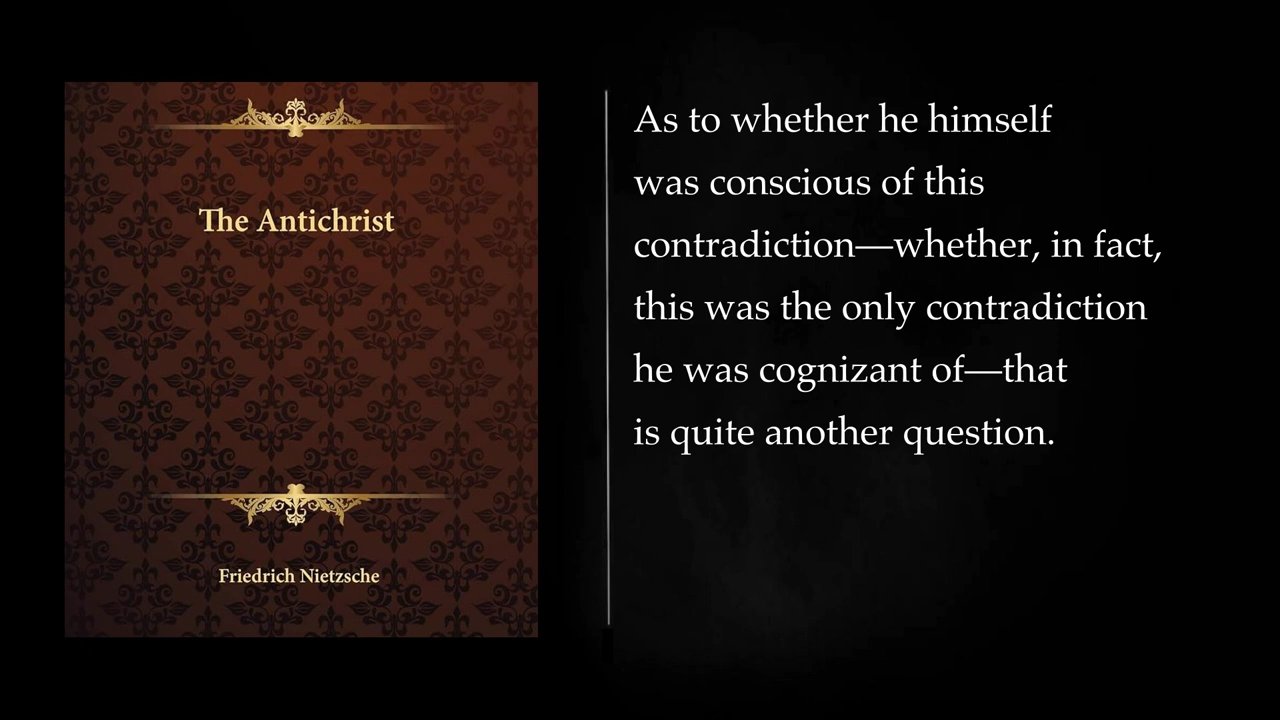 The Antichrist
Friedrich Nietzsche
As to whether he himself
was conscious of this
contradiction—whether, in fact,
this was the only contradiction
he was cognizant of—that
is quite another question.